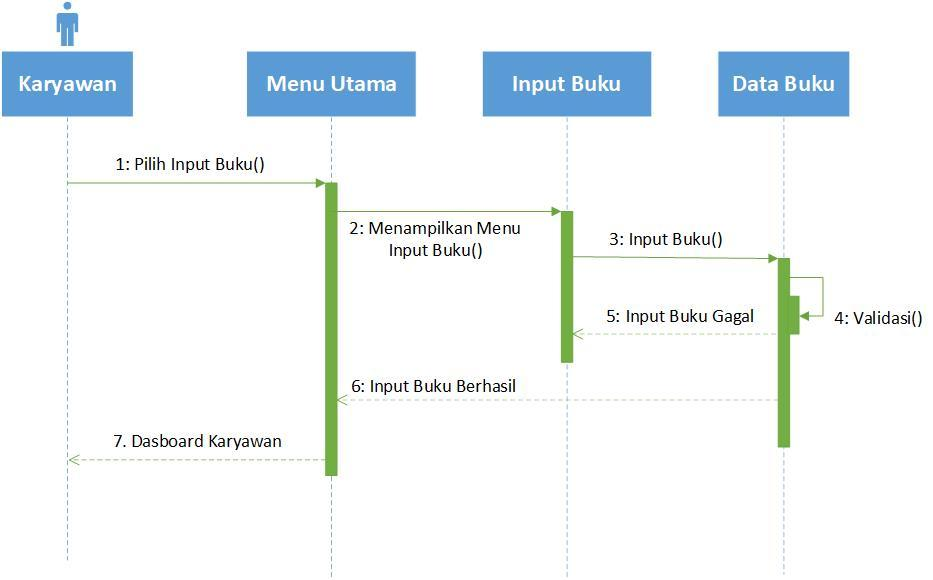 Karyawan
Menu Utama
Input Buku
Data Buku
1: Pilih Input Buku()
2: Menampilkan Menu
Input Buku()
3: Input Buku()
4: Validasi()
5: Input Buku Gagal
6: Input Buku Berhasil
7. Dasboard Karyawan